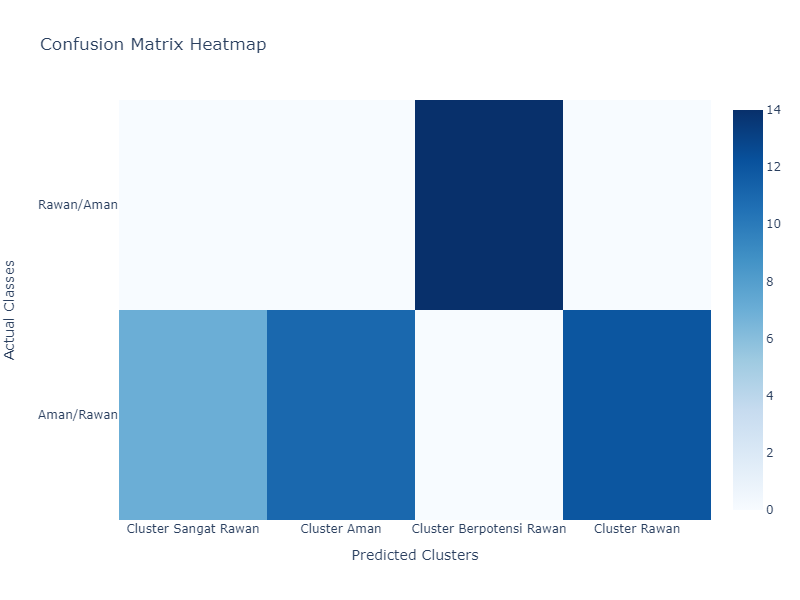 Confusion Matrix Heatmap
Actual Classes
Rawan/Aman
Aman/Rawan
Cluster Sangat Rawan
Cluster Aman
Cluster Berpotensi Rawan
Cluster Rawan
Predicted Clusters
14
12
10
8
6
4
2
0